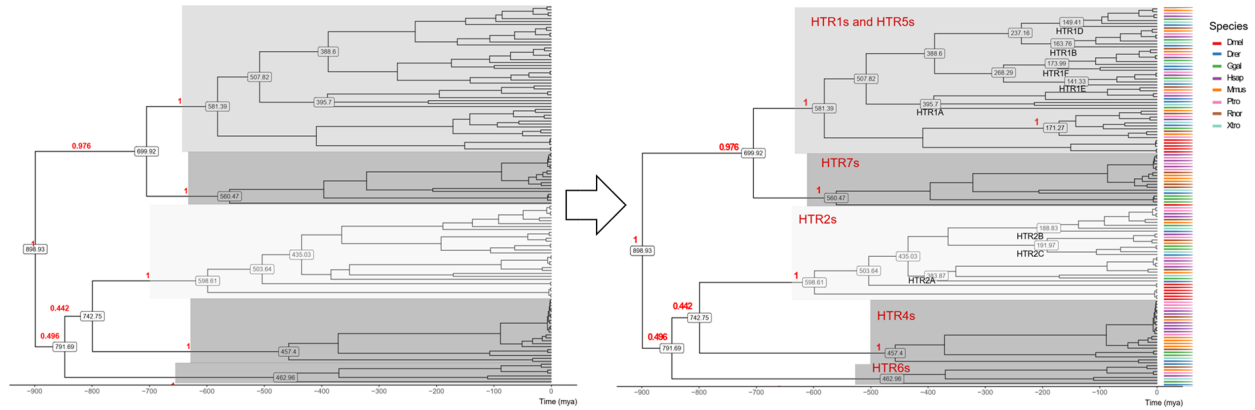 388.6
507.82
1
581.39
395.7
0.976
699.92
1
560.47
1
898.93
435.03
503.64
1
598.61
0.442
742.75
0.496
791.69
1
457.4
462.96
−900 −800 −700 −600 −500 −400 −300 −200 −100 0
Time (mya)
HTR1s and HTR5s
149.41
237.16
HTR1D
163.76
HTR1B
388.6
173.99
268.29
HTR1F
507.82
141.33
HTR1E
1
581.39
395.7
HTR1A
1
171.27
0.976
699.92
HTR7s
1
560.47
HTR2s
188.83
1
898.93
HTR2B
191.97
435.03
HTR2C
503.64
1
598.61
HTR2A
HTR4s
0.442
742.75
0.496
791.69
1
457.4
HTR6s
462.96
−900 −800 −700 −600 −500 −400 −300 −200 −100 0
Time (mya)
Species
Dmel
Drer
Ggal
Hsap
Mmus
Ptro
Rnor
Xtro